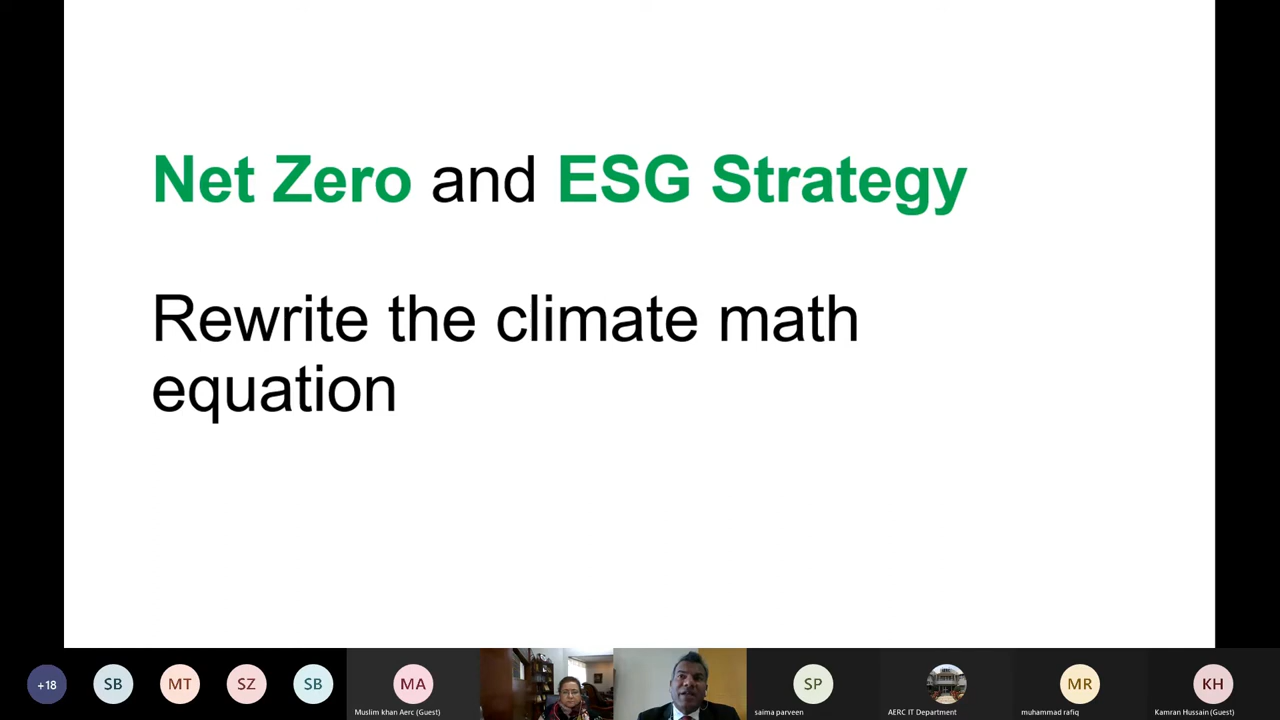 Net Zero and ESG Strategy
Rewrite the climate math
equation
+18
SB
MT
SZ
SB
MA
Muslim khan Aerc (Guest)
SP
saima parveen
AERC IT Department
MR
muhammad rafiq
KH
Kamran Hussain (Guest)